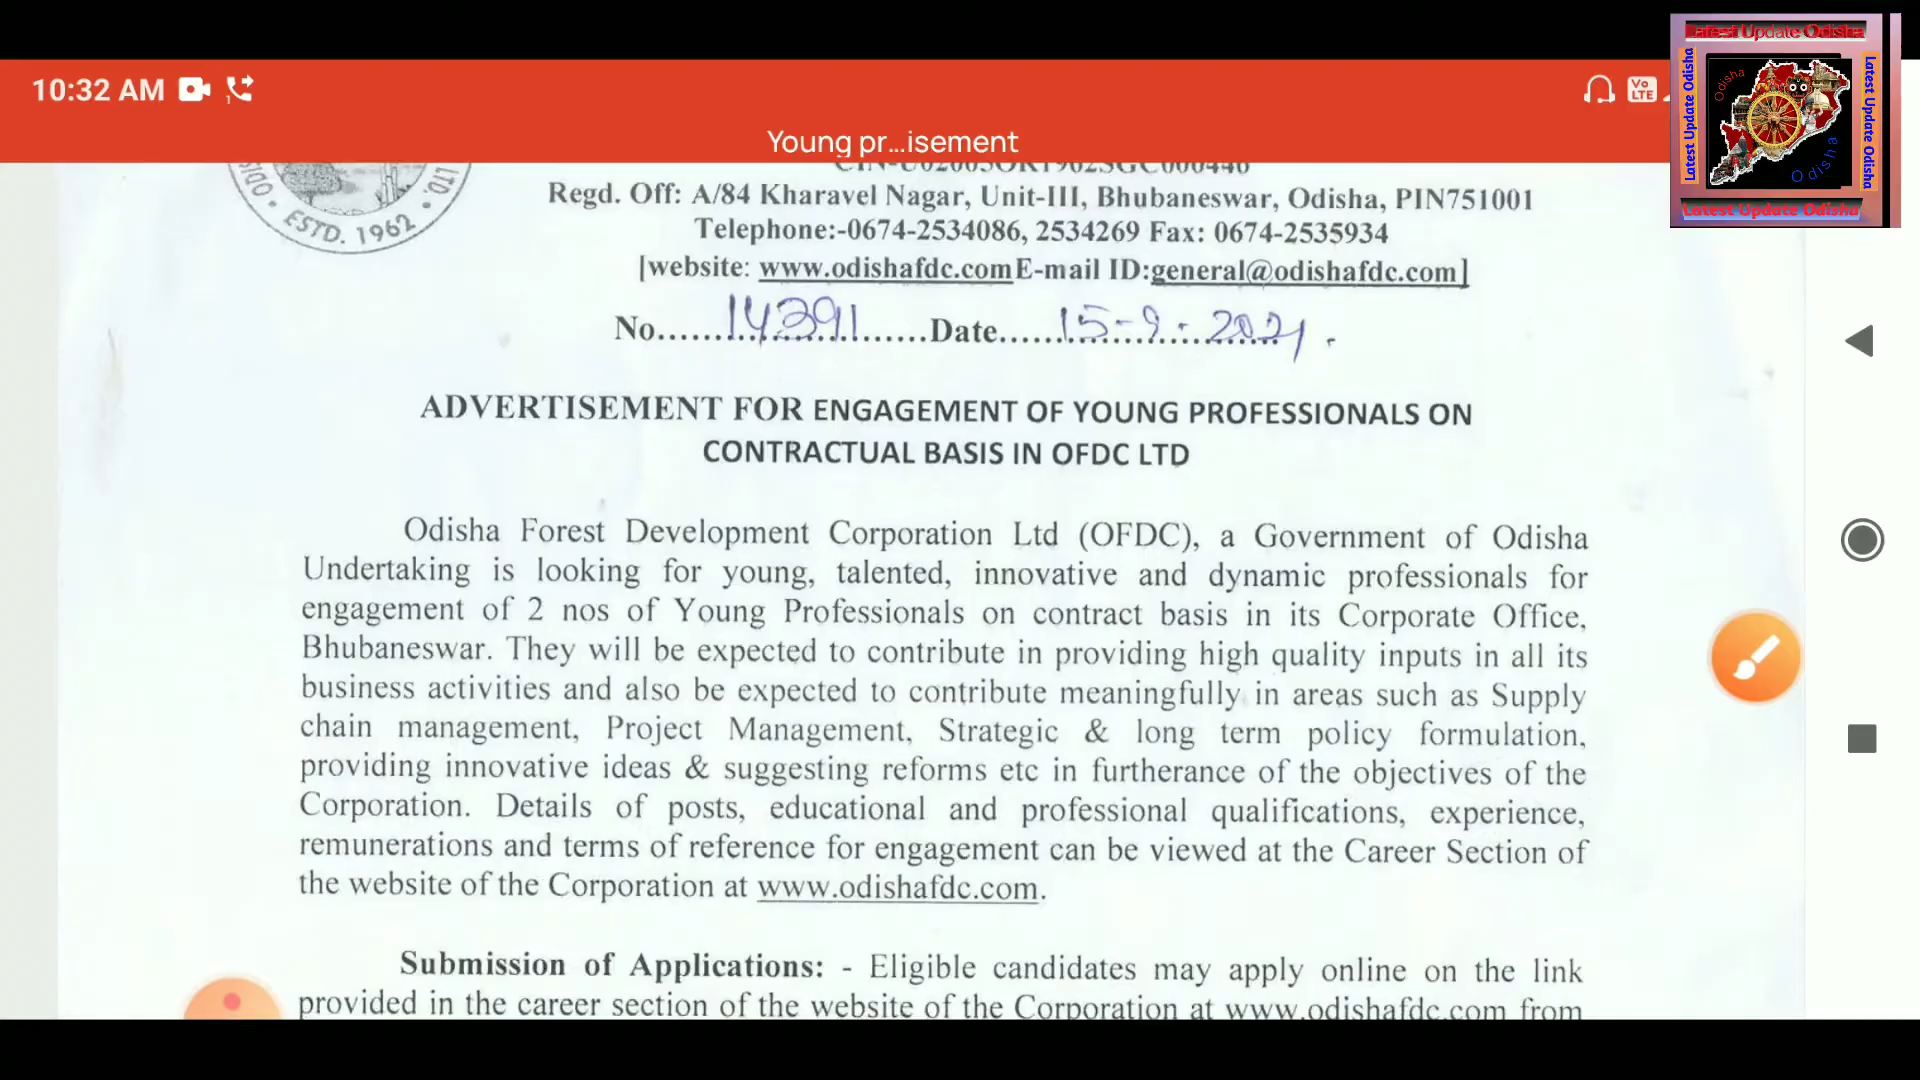 Latest Update Odisha
Latest Update Odisha
Latest Update Odisha
Odisha
Odisha
Latest Update Odisha
10:32 AM
1
Vo
LTE
Young pr...isement
ODIS
LTD.
ESTD. 1962
Regd. Off: A/84 Kharavel Nagar, Unit-III, Bhubaneswar, Odisha, PIN751001
Telephone:-0674-2534086, 2534269 Fax: 0674-2535934
[website: www.odishafdc.comE-mail ID:general@odishafdc.com]
No......14391......Date......15-9-2021.
ADVERTISEMENT FOR ENGAGEMENT OF YOUNG PROFESSIONALS ON
CONTRACTUAL BASIS IN OFDC LTD
Odisha Forest Development Corporation Ltd (OFDC), a Government of Odisha
Undertaking is looking for young, talented, innovative and dynamic professionals for
engagement of 2 nos of Young Professionals on contract basis in its Corporate Office,
Bhubaneswar. They will be expected to contribute in providing high quality inputs in all its
business activities and also be expected to contribute meaningfully in areas such as Supply
chain management, Project Management, Strategic & long term policy formulation,
providing innovative ideas & suggesting reforms etc in furtherance of the objectives of the
Corporation. Details of posts, educational and professional qualifications, experience,
remunerations and terms of reference for engagement can be viewed at the Career Section of
the website of the Corporation at www.odishafdc.com.
Submission of Applications: - Eligible candidates may apply online on the link
provided in the career section of the website of the Corporation at www.odishafdc.com from